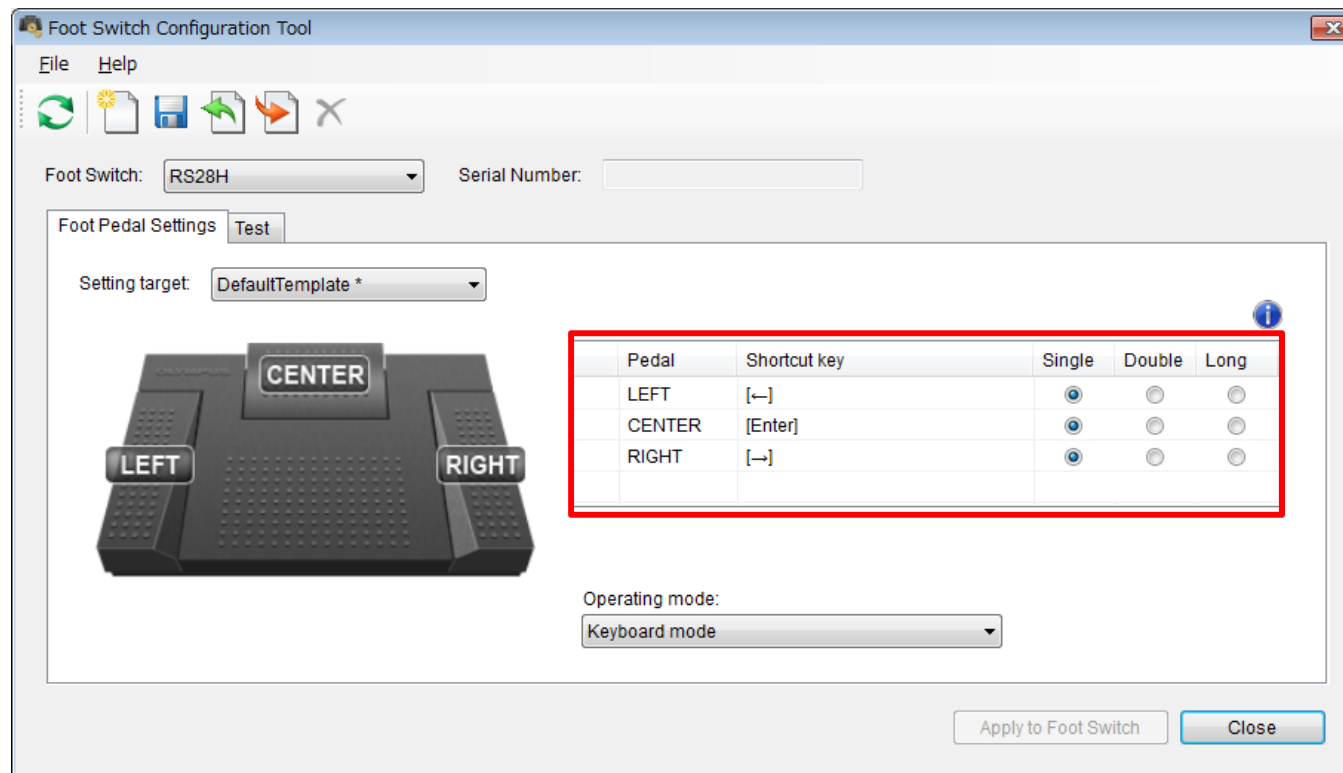 Foot Switch Configuration Tool
File Help
Foot Switch: RS28H Serial Number:
Foot Pedal Settings Test
Setting target: DefaultTemplate *
Pedal Shortcut key Single Double Long
LEFT [←]
CENTER [Enter]
RIGHT [→]
OLYMPUS
CENTER
LEFT RIGHT
Operating mode:
Keyboard mode
Apply to Foot Switch Close